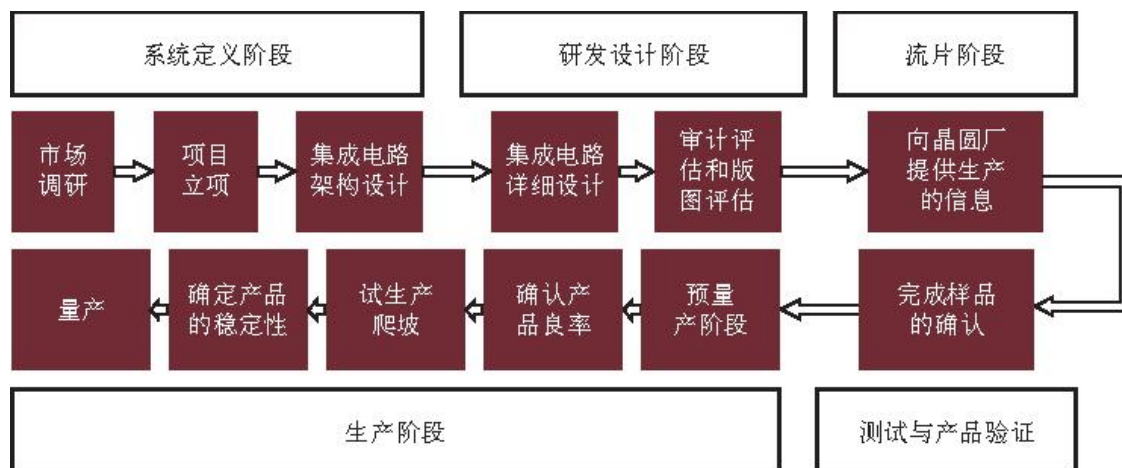 系统定义阶段
研发设计阶段
流片阶段
市场
调研
项目
立项
集成电路
架构设计
集成电路
详细设计
审计评
估和版
图评估
向晶圆厂
提供生产
的信息
完成样品
的确认
预量
产阶段
确认产
品良率
试生产
爬坡
确定产品
的稳定性
量产
生产阶段
测试与产品验证